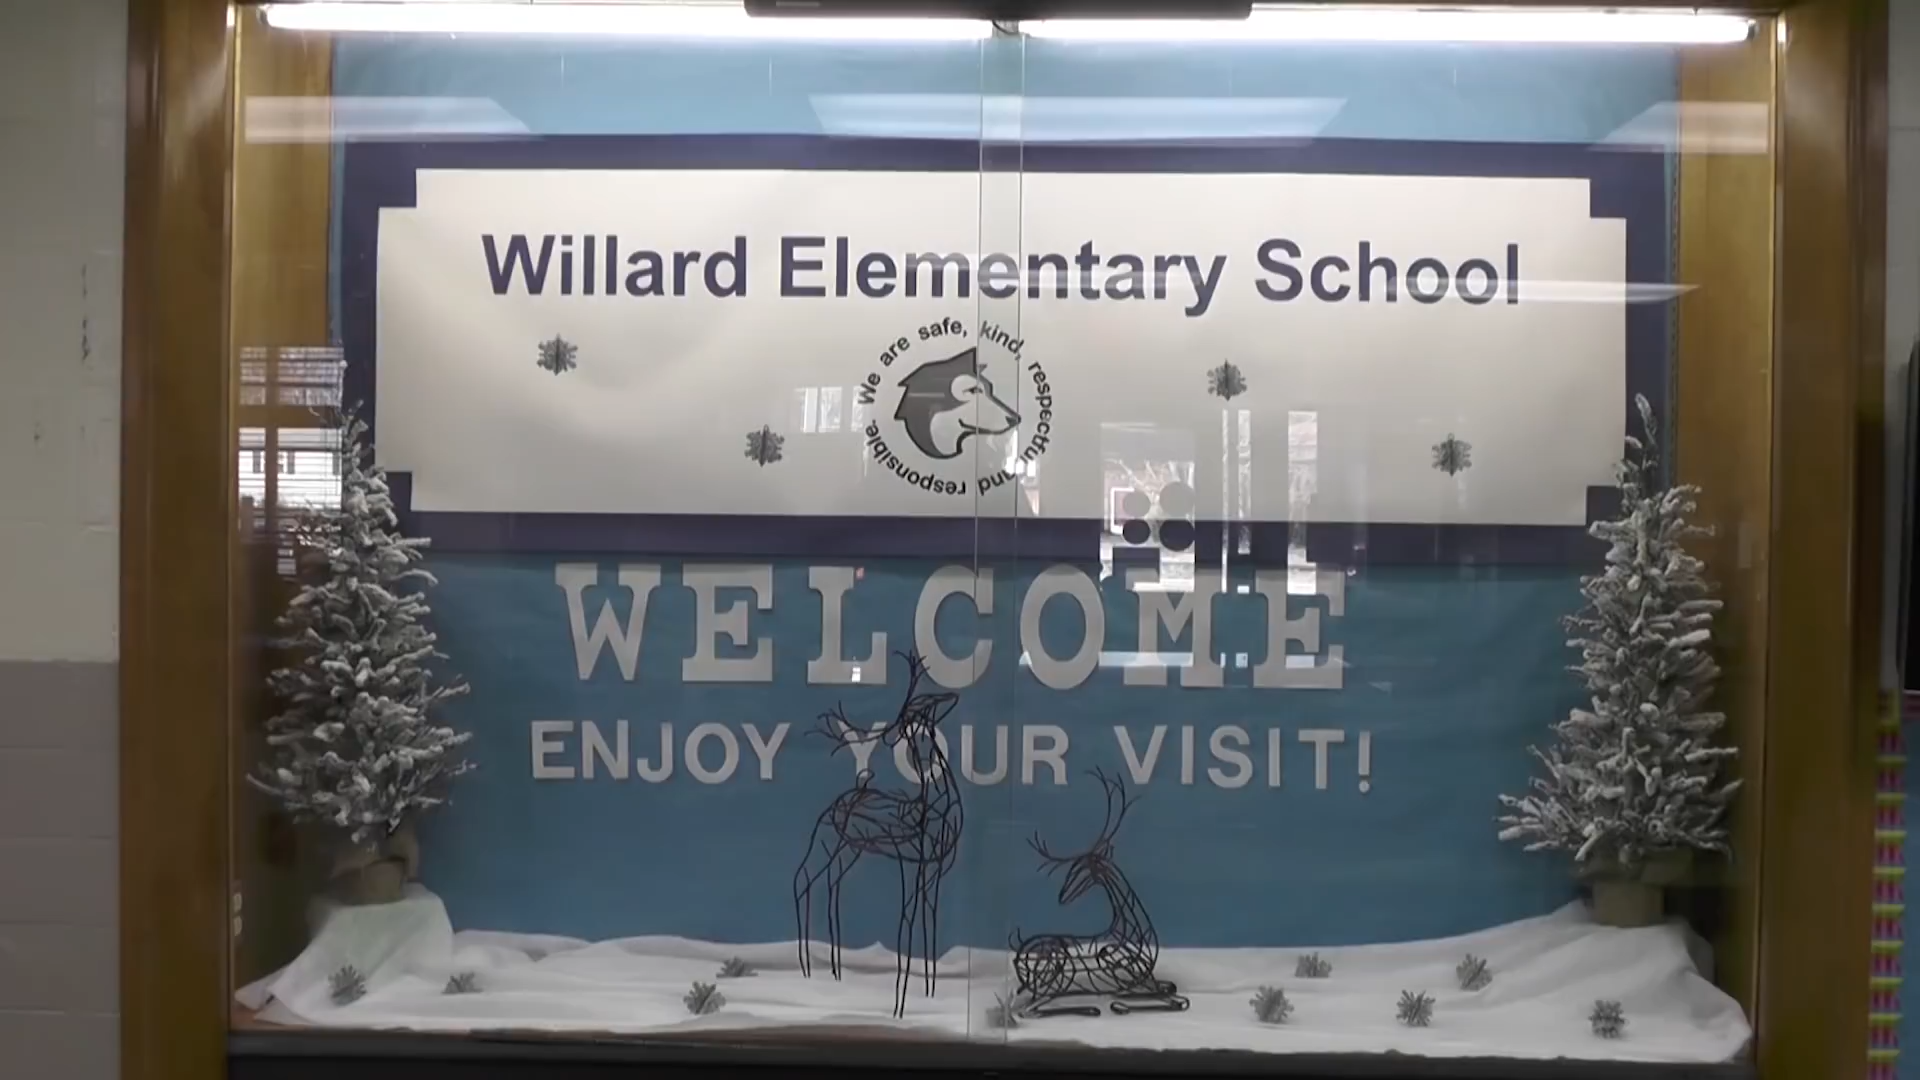 Willard Elementary School
We are safe, kind, respectful and responsible.
WELCOME
ENJOY YOUR VISIT!